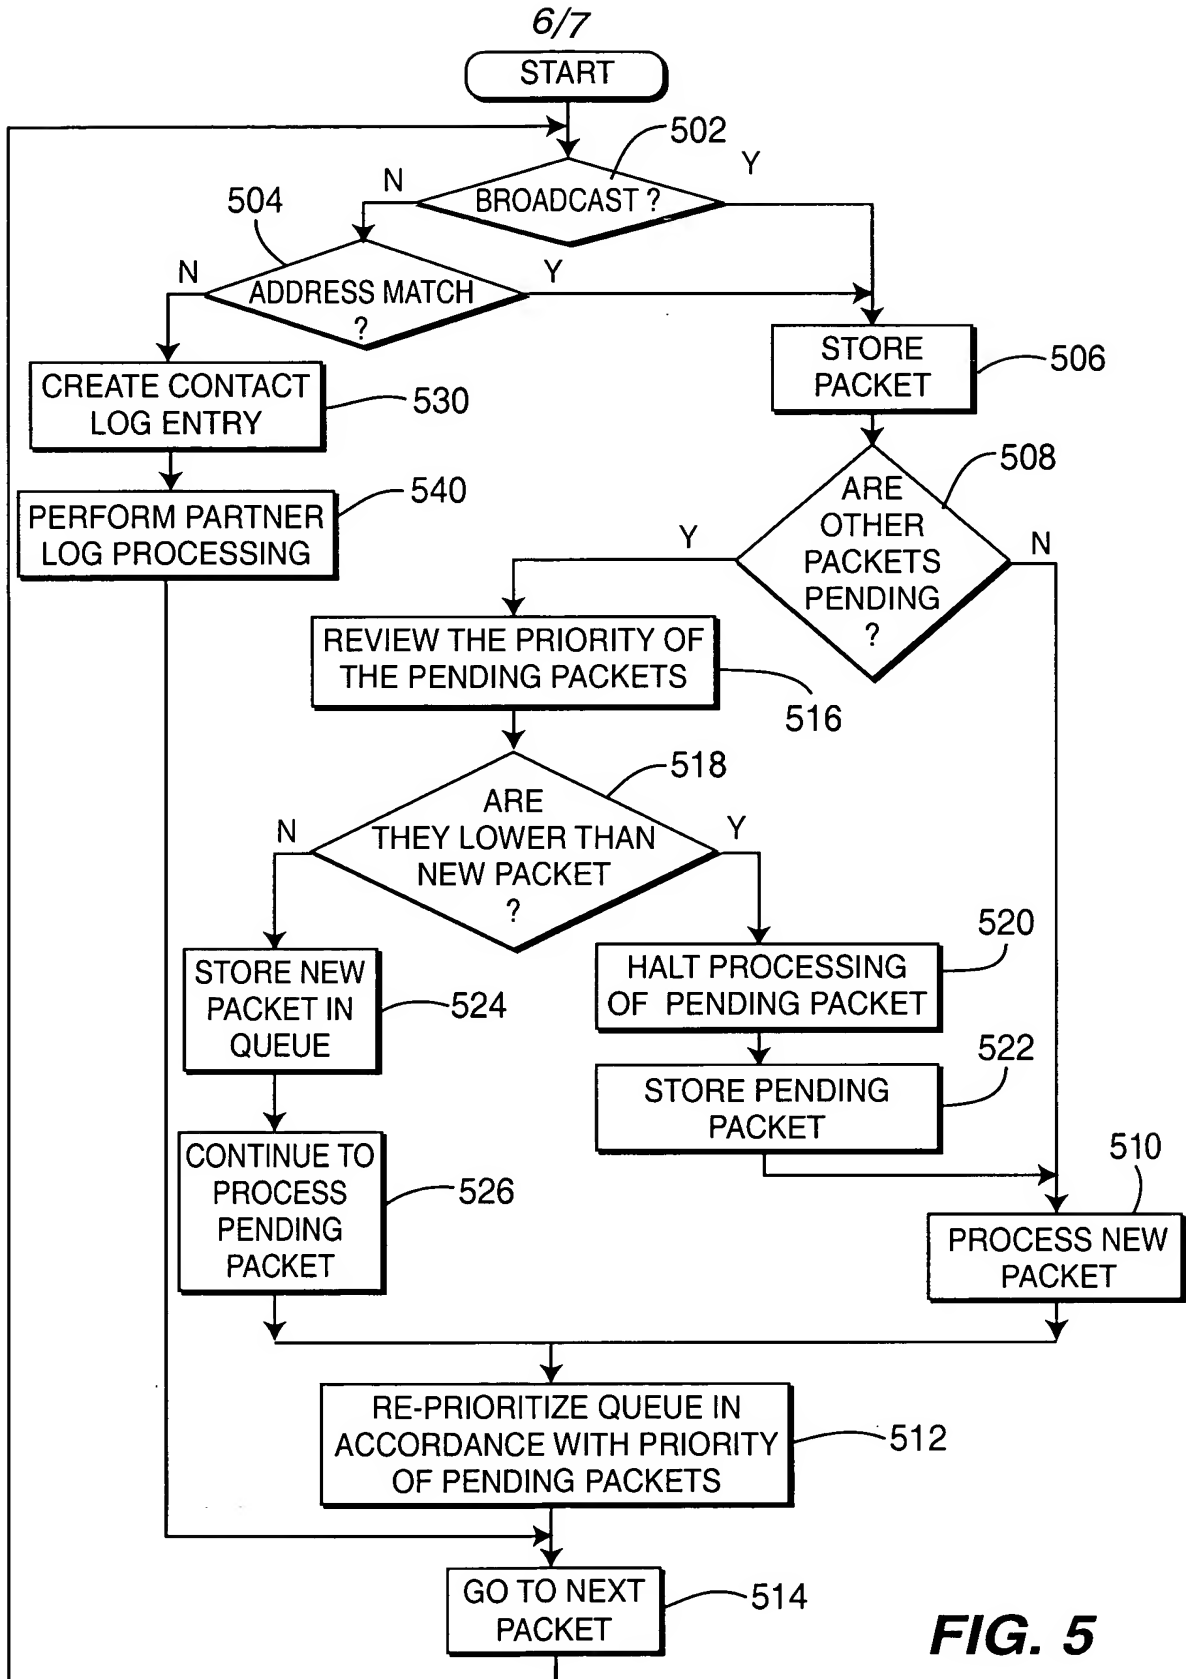 6/7
START
502
Y
N
BROADCAST ?
504
N
Y
ADDRESS MATCH
?
STORE
PACKET
506
CREATE CONTACT
LOG ENTRY
530
508
ARE
OTHER
PACKETS
PENDING
?
540
PERFORM PARTNER
LOG PROCESSING
Y
N
REVIEW THE PRIORITY OF
THE PENDING PACKETS
516
518
ARE
THEY LOWER THAN
NEW PACKET
?
N
Y
520
HALT PROCESSING
OF PENDING PACKET
STORE NEW
PACKET IN
QUEUE
524
522
STORE PENDING
PACKET
CONTINUE TO
PROCESS
PENDING
PACKET
526
510
PROCESS NEW
PACKET
RE-PRIORITIZE QUEUE IN
ACCORDANCE WITH PRIORITY
OF PENDING PACKETS
512
GO TO NEXT
PACKET
514
FIG. 5